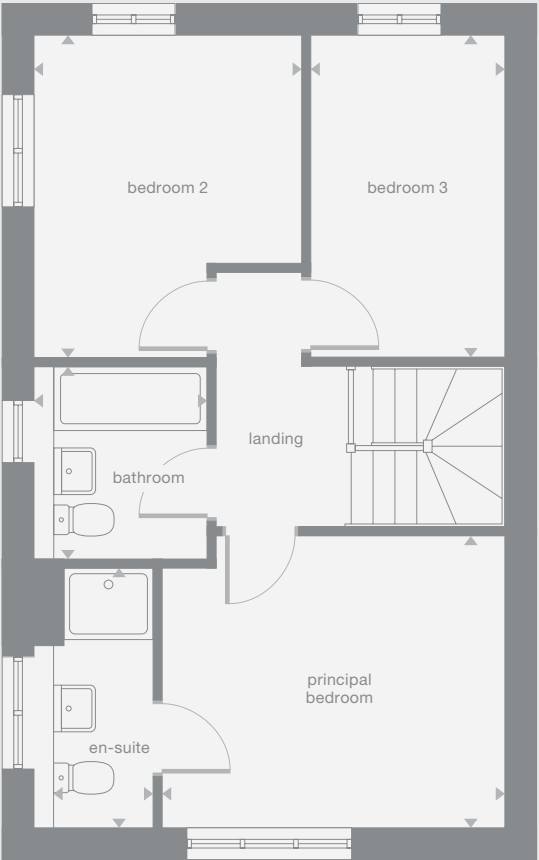 bedroom 2
bedroom 3
landing
bathroom
principal
bedroom
en-suite